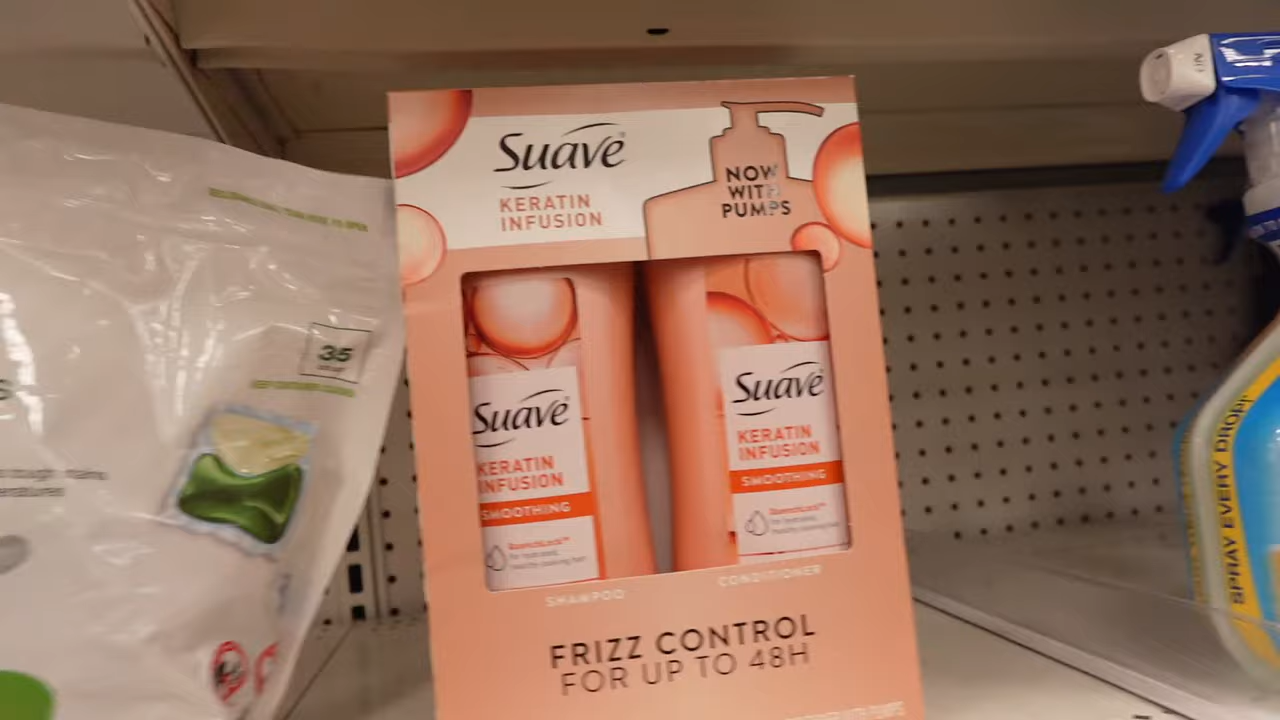 Suave
KERATIN
INFUSION
NOW
WITH
PUMPS
Suave
KERATIN
INFUSION
SMOOTHING
Suave
KERATIN
INFUSION
SMOOTHING
SHAMPOO
CONDITIONER
FRIZZ CONTROL
FOR UP TO 48H
35
SPRAY EVERY DROP!